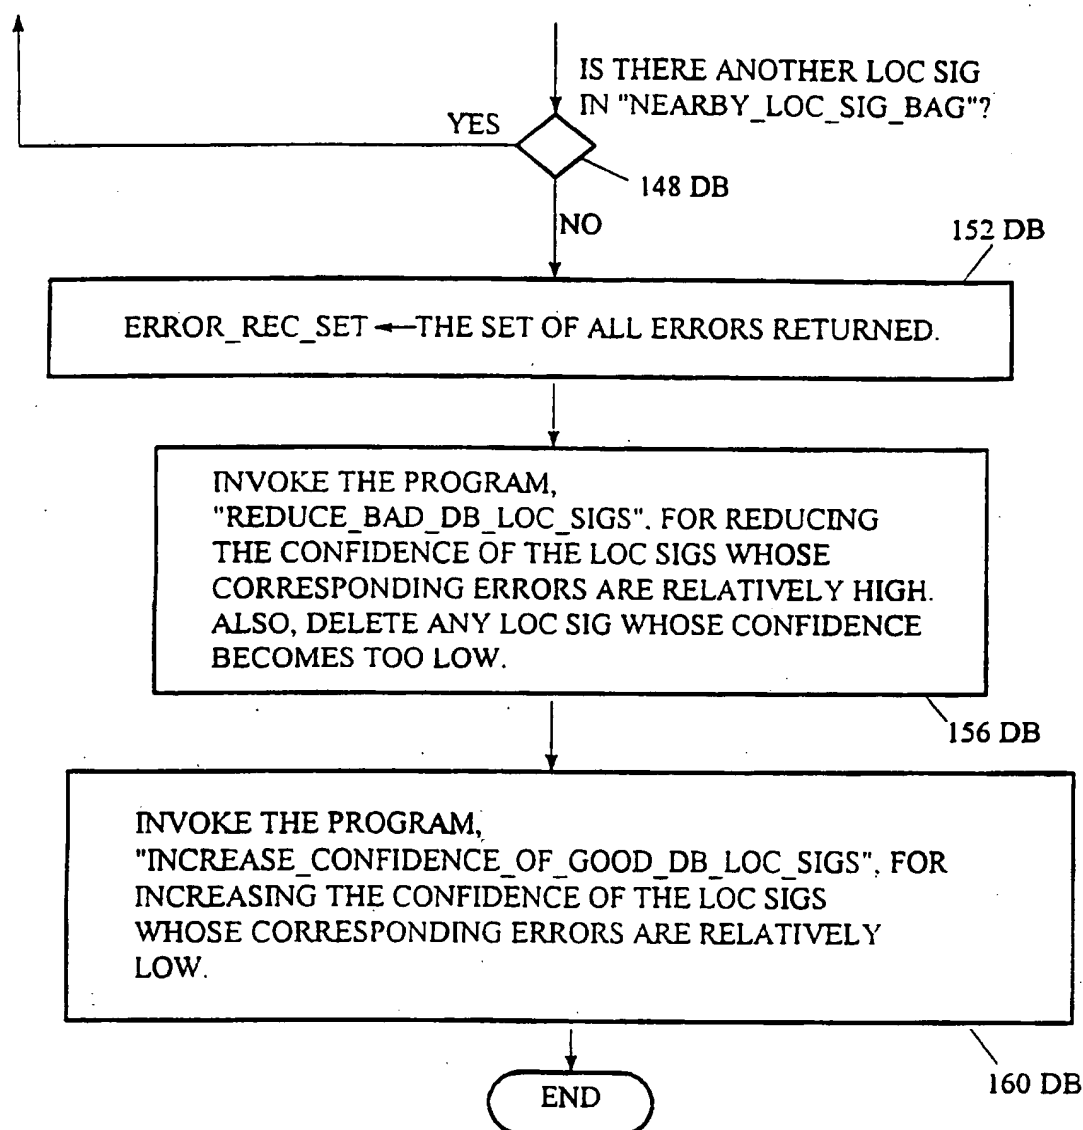 IS THERE ANOTHER LOC SIG
IN "NEARBY_LOC_SIG_BAG"?
YES
148 DB
NO
152 DB
ERROR_REC_SET ←THE SET OF ALL ERRORS RETURNED.
INVOKE THE PROGRAM,
"REDUCE_BAD_DB_LOC_SIGS". FOR REDUCING
THE CONFIDENCE OF THE LOC SIGS WHOSE
CORRESPONDING ERRORS ARE RELATIVELY HIGH.
ALSO, DELETE ANY LOC SIG WHOSE CONFIDENCE
BECOMES TOO LOW.
156 DB
INVOKE THE PROGRAM,
"INCREASE_CONFIDENCE_OF_GOOD_DB_LOC_SIGS", FOR
INCREASING THE CONFIDENCE OF THE LOC SIGS
WHOSE CORRESPONDING ERRORS ARE RELATIVELY
LOW.
160 DB
END